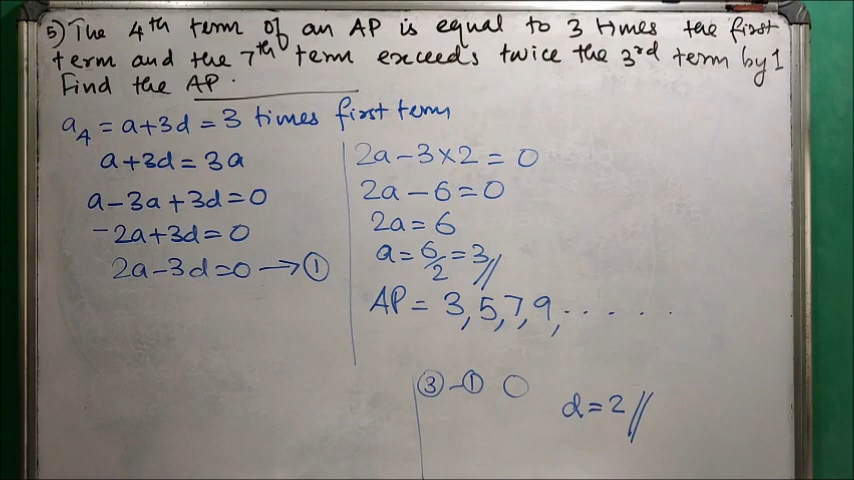 5) The 4th term of an AP is equal to 3 times the first
term and the 7th term exceeds twice the 3rd term by 1
Find the AP.
a4 = a+3d = 3 times first term
a+3d = 3a
a-3a+3d=0
-2a+3d=0
2a-3d=0 → ①
2a-3×2=0
2a-6=0
2a=6
a=6/2=3//
AP = 3,5,7,9,......
③-① 0
d=2//